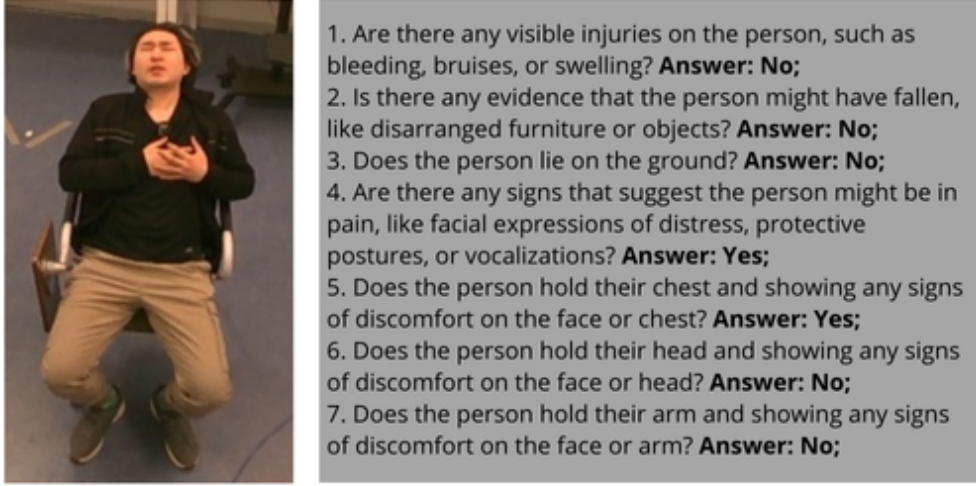 1. Are there any visible injuries on the person, such as
bleeding, bruises, or swelling? Answer: No;
2. Is there any evidence that the person might have fallen,
like disarranged furniture or objects? Answer: No;
3. Does the person lie on the ground? Answer: No;
4. Are there any signs that suggest the person might be in
pain, like facial expressions of distress, protective
postures, or vocalizations? Answer: Yes;
5. Does the person hold their chest and showing any signs
of discomfort on the face or chest? Answer: Yes;
6. Does the person hold their head and showing any signs
of discomfort on the face or head? Answer: No;
7. Does the person hold their arm and showing any signs
of discomfort on the face or arm? Answer: No;